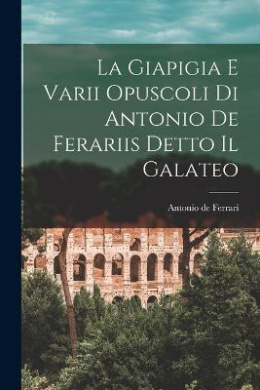 La Giapigia E
Varii Opuscoli Di
Antonio De
Ferariis Detto Il
Galateo
Antonio de Ferrari